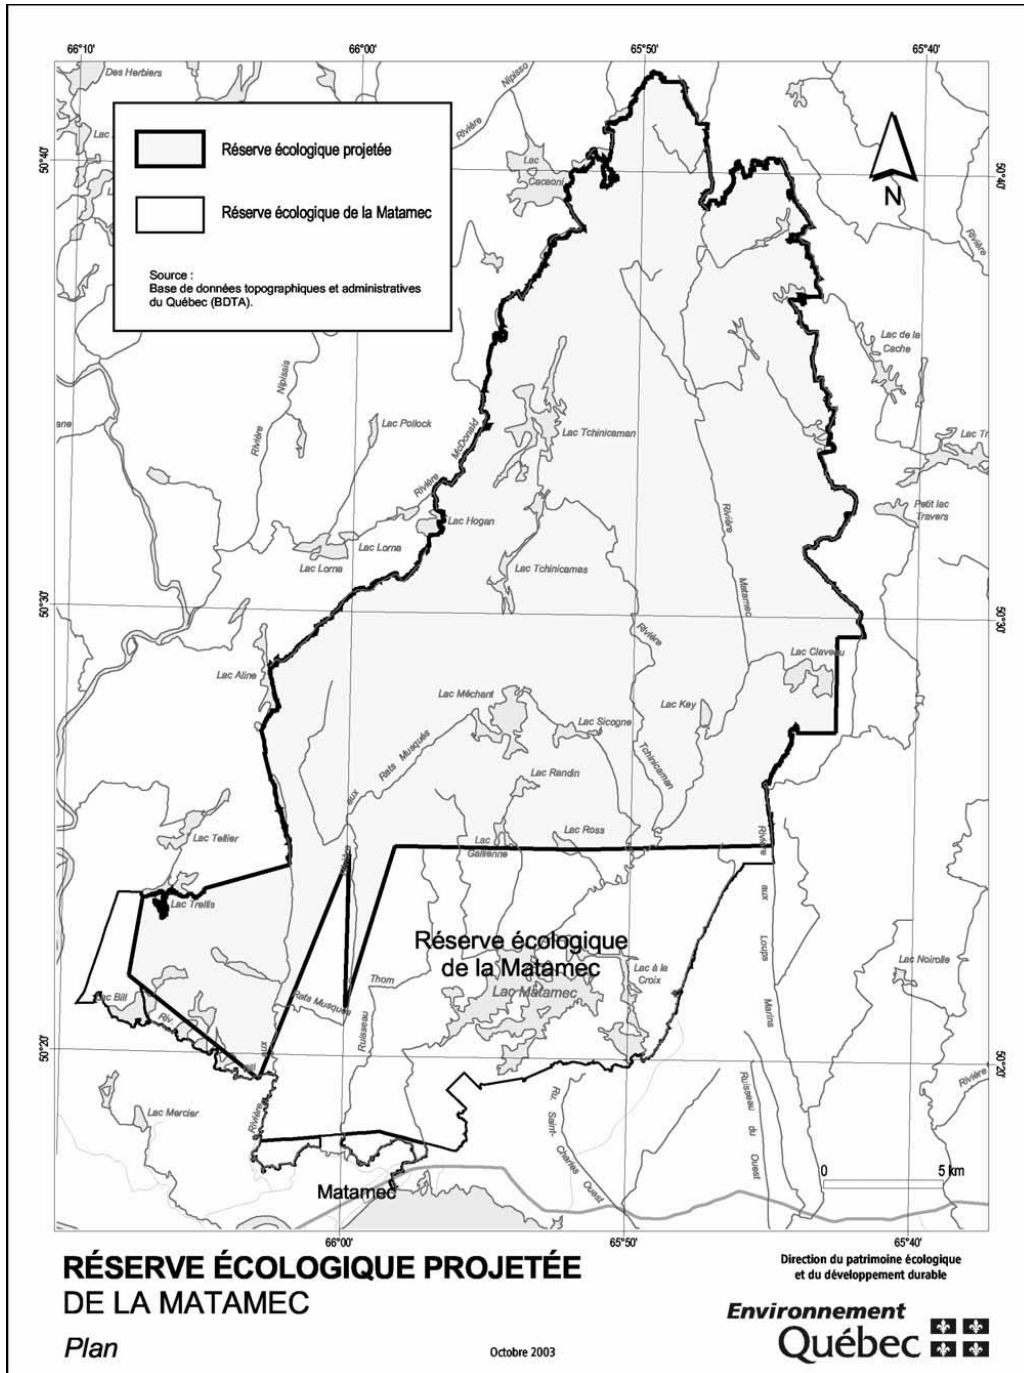 66°10'
66°00'
65°50'
65°40'
Des Herbiers
Rivière
Nipisso
Lac
Lac
Cacaoni
50°40'
50°40'
Réserve écologique projetée
Réserve écologique de la Matamec
Source :
Base de données topographiques et administratives
du Québec (BDTA).
N
Rivière
Lac de la
Cache
Rivière
Nipissis
Lac Pollock
McDonald
Rivière
Lac Tchinicaman
Lac Tr
Petit lac
Travers
Lac Hogan
Lac Lorna
Lac Lorna
Lac Tchinicamas
Rivière
Matamec
50°30'
50°30'
Rivière
Tchinicaman
Lac Claveau
Lac Aline
Lac Méchant
Lac Sicogne
Lac Key
aux
Rats Musqués
Lac Randin
Lac Tellier
Lac
Gallienne
Lac Ross
Rivière
aux
Loups
Marins
Lac Trellis
Réserve écologique
de la Matamec
Lac Matamec
Lac à la
Croix
Lac Noirolle
Thom
Ruisseau
Rats Musqués
aux
Rivière
Lac Bill
Riv
Bill
50°20'
50°20'
Lac Mercier
Ru. Saint-
Charles
Ouest
Ruisseau du
Ouest
Rivière
0 5 km
Matamec
66°00'
65°50'
65°40'
RÉSERVE ÉCOLOGIQUE PROJETÉE
DE LA MATAMEC
Plan
Octobre 2003
Direction du patrimoine écologique
et du développement durable
Environnement
Québec